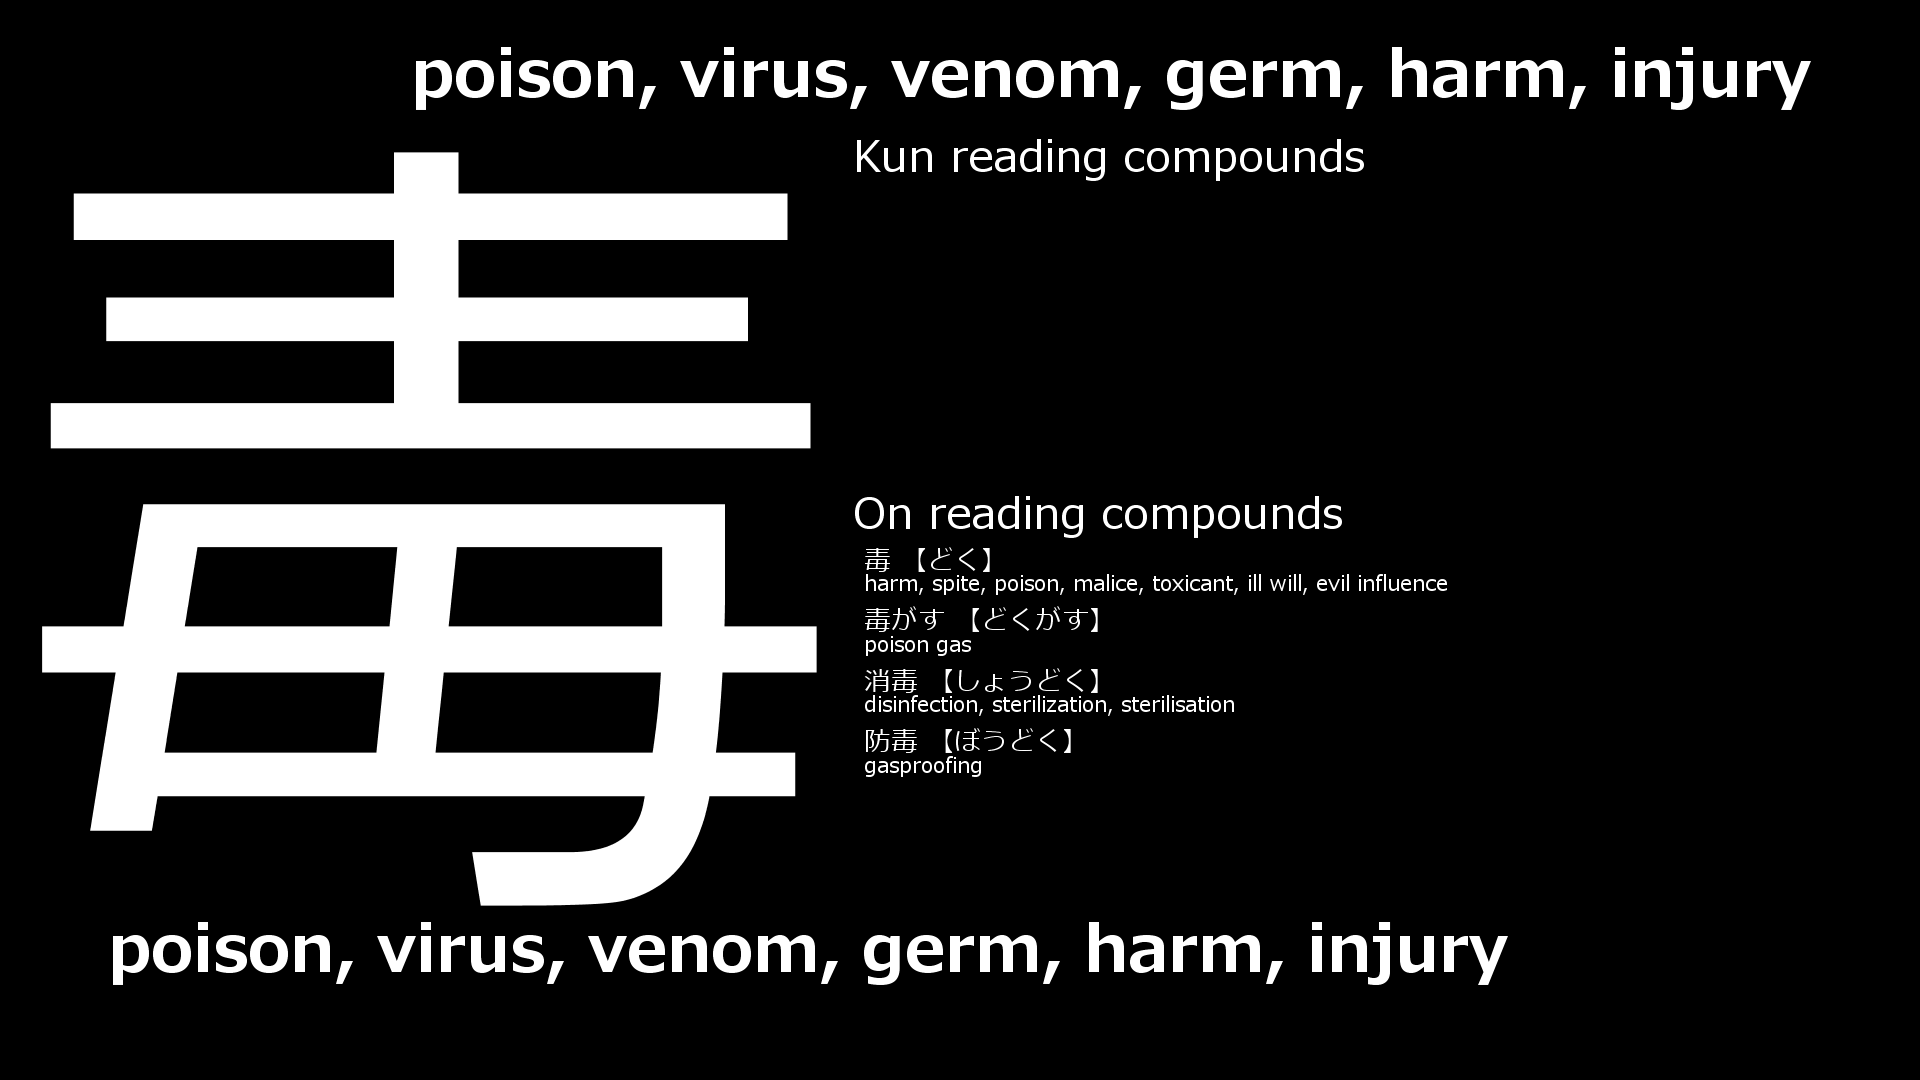 poison, virus, venom, germ, harm, injury
毒
Kun reading compounds
On reading compounds
毒 【どく】
harm, spite, poison, malice, toxicant, ill will, evil influence
毒がす 【どくがす】
poison gas
消毒 【しょうどく】
disinfection, sterilization, sterilisation
防毒 【ぼうどく】
gasproofing
poison, virus, venom, germ, harm, injury